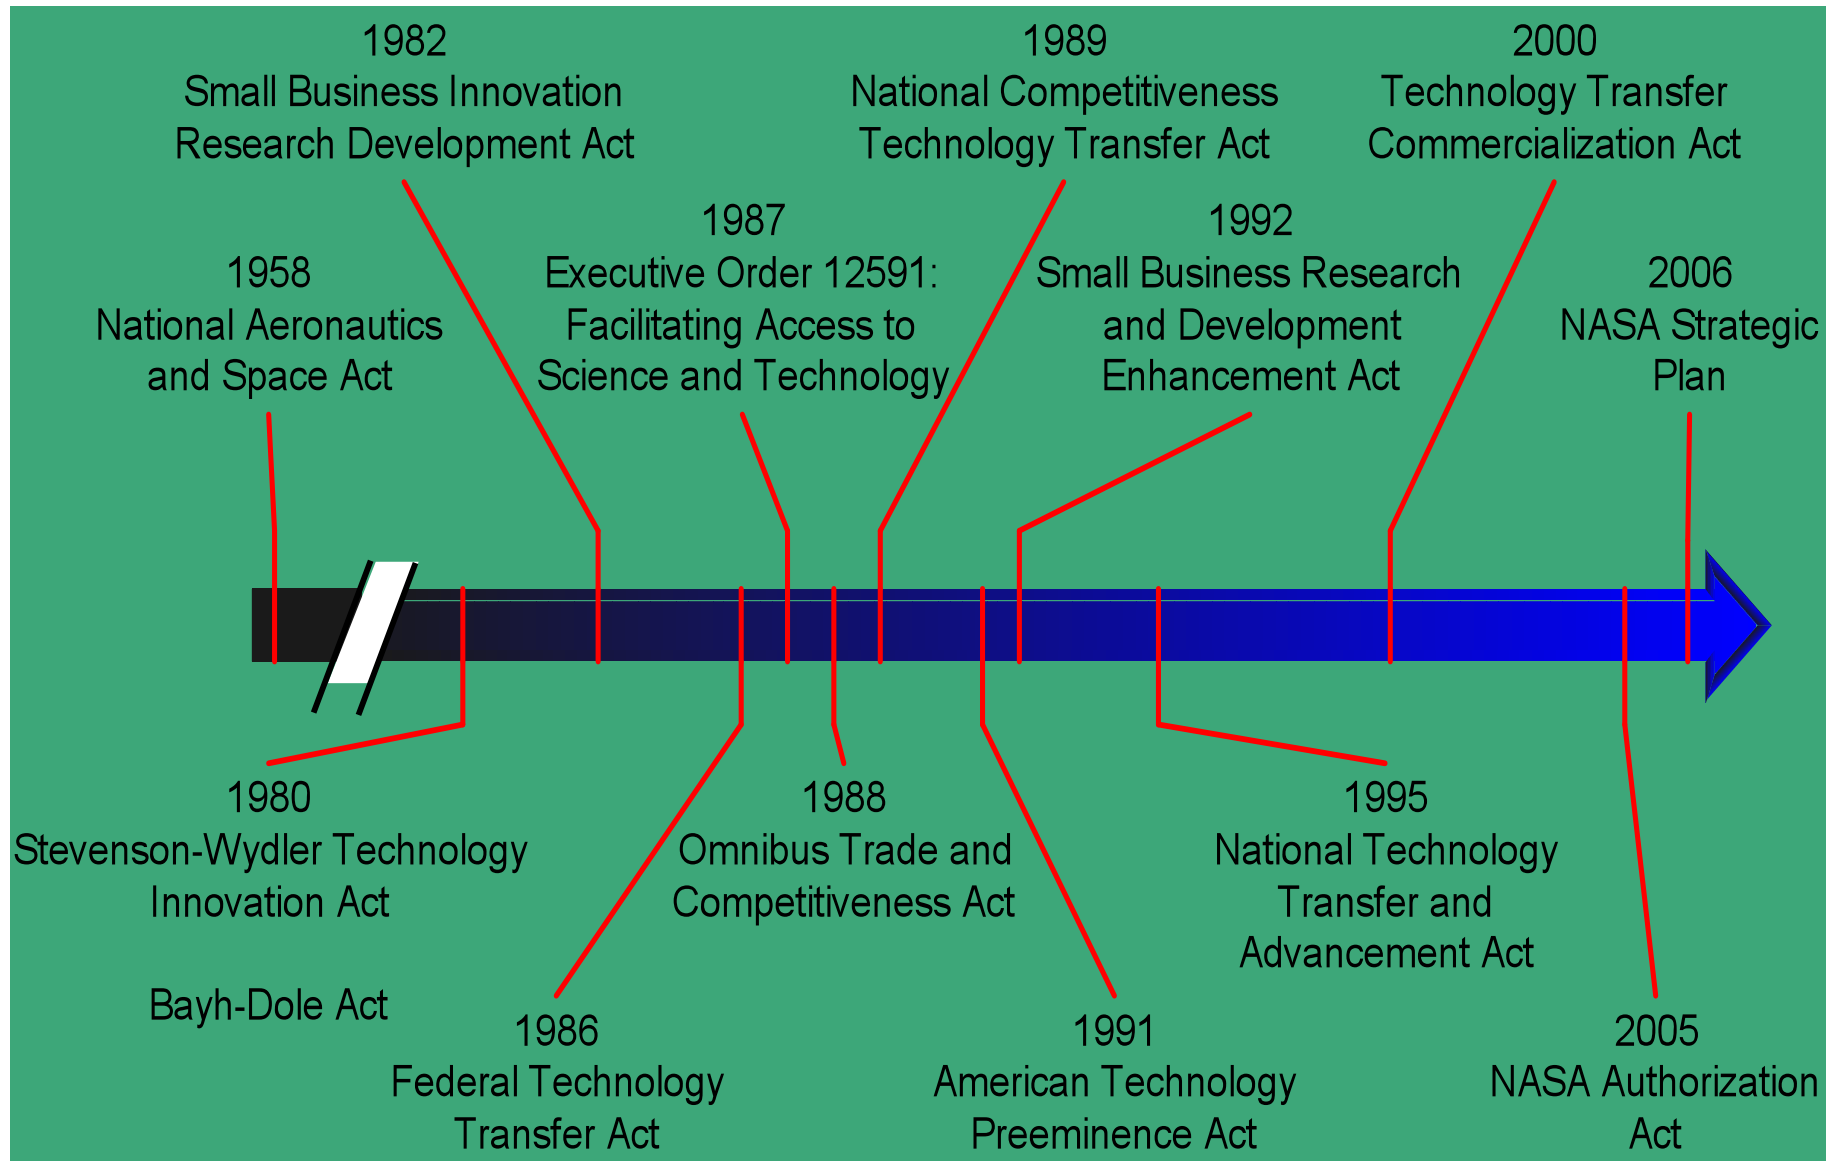 1982
Small Business Innovation
Research Development Act
1989
National Competitiveness
Technology Transfer Act
2000
Technology Transfer
Commercialization Act
1958
National Aeronautics
and Space Act
1987
Executive Order 12591:
Facilitating Access to
Science and Technology
1992
Small Business Research
and Development
Enhancement Act
2006
NASA Strategic
Plan
1980
Stevenson-Wydler Technology
Innovation Act
Bayh-Dole Act
1988
Omnibus Trade and
Competitiveness Act
1995
National Technology
Transfer and
Advancement Act
1986
Federal Technology
Transfer Act
1991
American Technology
Preeminence Act
2005
NASA Authorization
Act